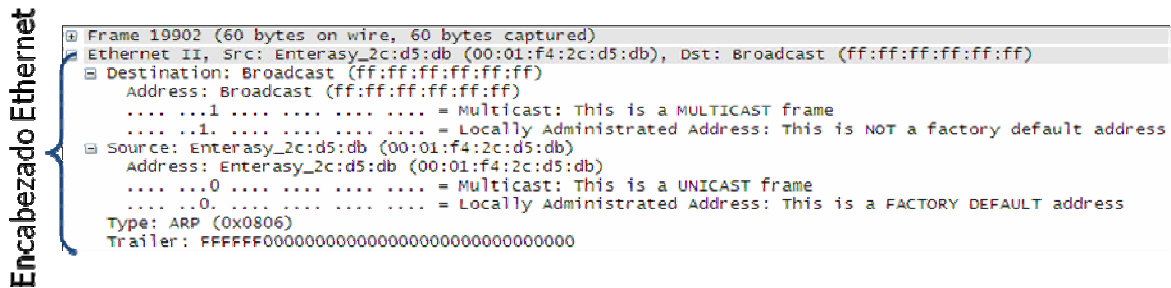 Encabezado Ethernet
Frame 19902 (60 bytes on wire, 60 bytes captured)
Ethernet II, Src: Enterasy_2c:d5:db (00:01:f4:2c:d5:db), Dst: Broadcast (ff:ff:ff:ff:ff:ff)
Destination: Broadcast (ff:ff:ff:ff:ff:ff)
Address: Broadcast (ff:ff:ff:ff:ff:ff)
.... ...1 .... .... .... .... = Multicast: This is a MULTICAST frame
.... ..1. .... .... .... .... = Locally Administrated Address: This is NOT a factory default address
Source: Enterasy_2c:d5:db (00:01:f4:2c:d5:db)
Address: Enterasy_2c:d5:db (00:01:f4:2c:d5:db)
.... ...0 .... .... .... .... = Multicast: This is a UNICAST frame
.... ..0. .... .... .... .... = Locally Administrated Address: This is a FACTORY DEFAULT address
Type: ARP (0x0806)
Trailer: FFFFFF000000000000000000000000000000